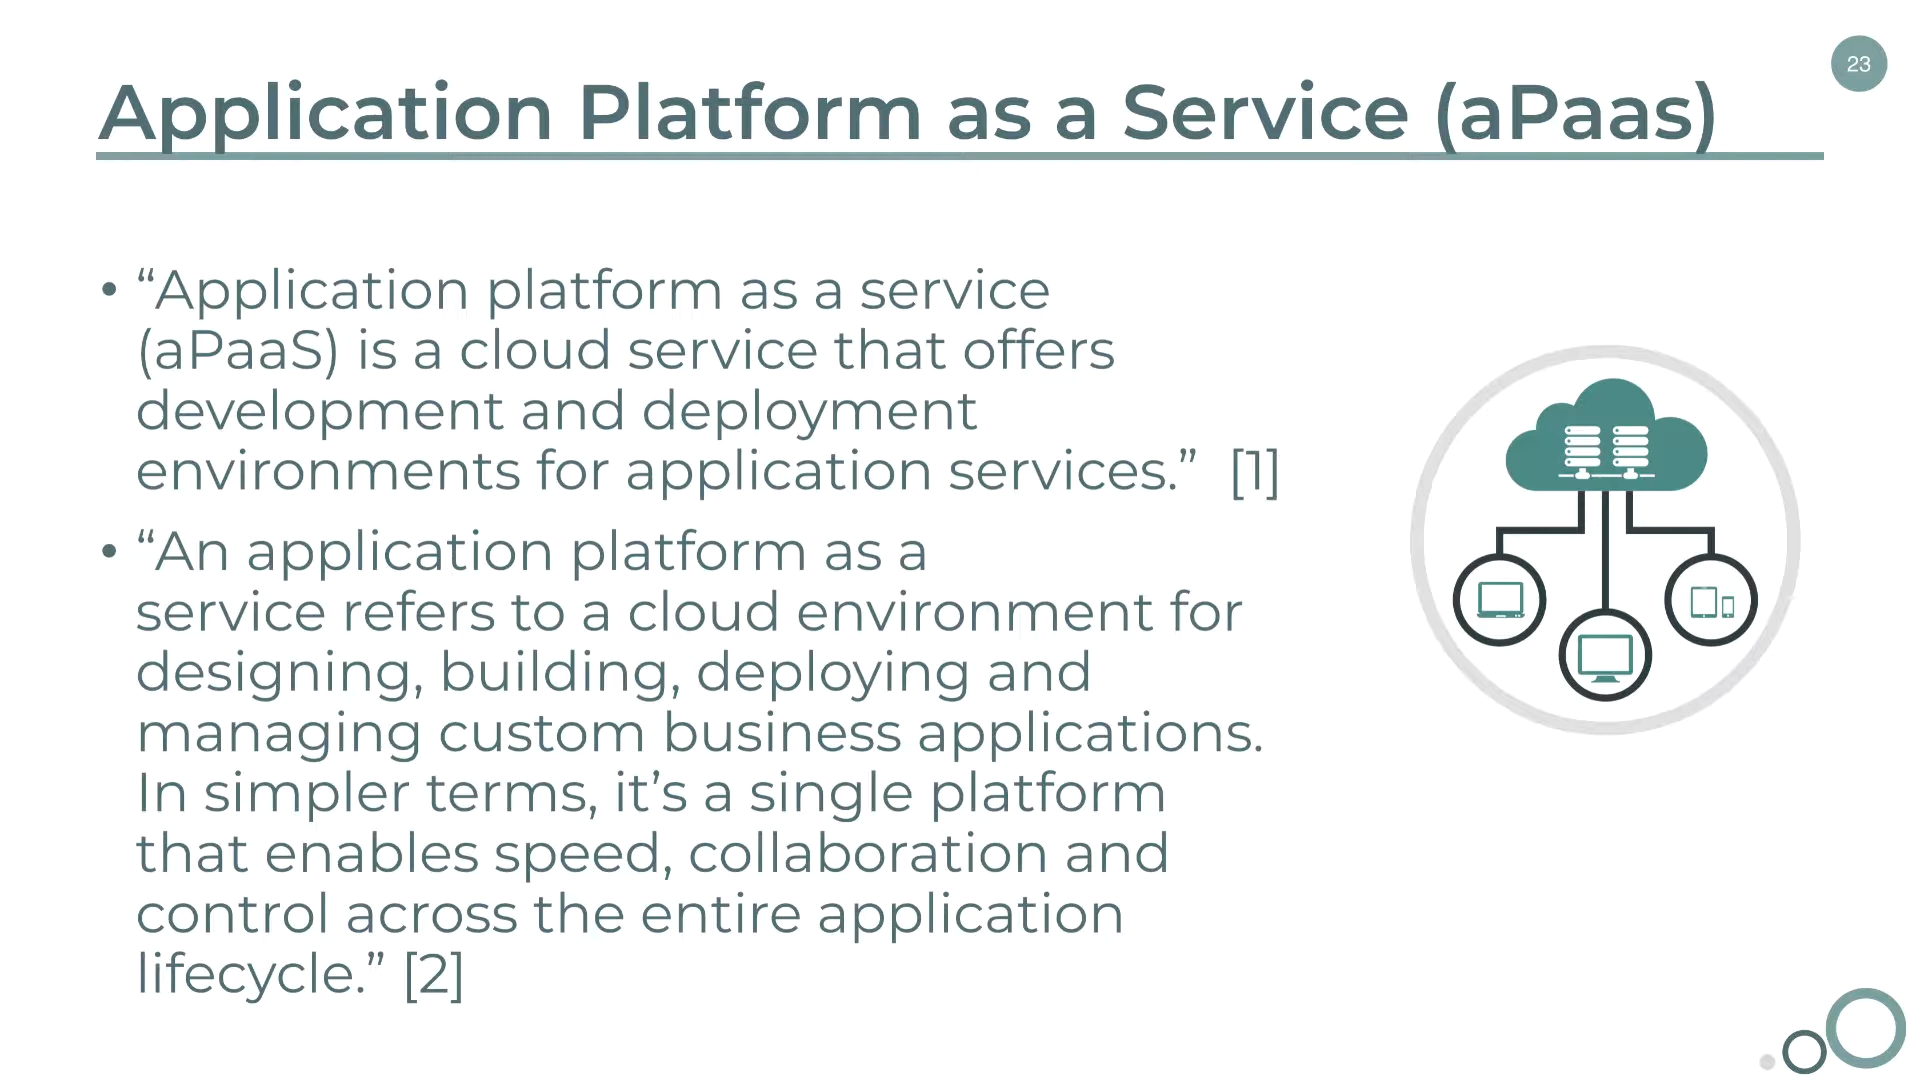 23
Application Platform as a Service (aPaas)
• “Application platform as a service
(aPaaS) is a cloud service that offers
development and deployment
environments for application services.”  [1]
• “An application platform as a
service refers to a cloud environment for
designing, building, deploying and
managing custom business applications.
In simpler terms, it’s a single platform
that enables speed, collaboration and
control across the entire application
lifecycle.” [2]